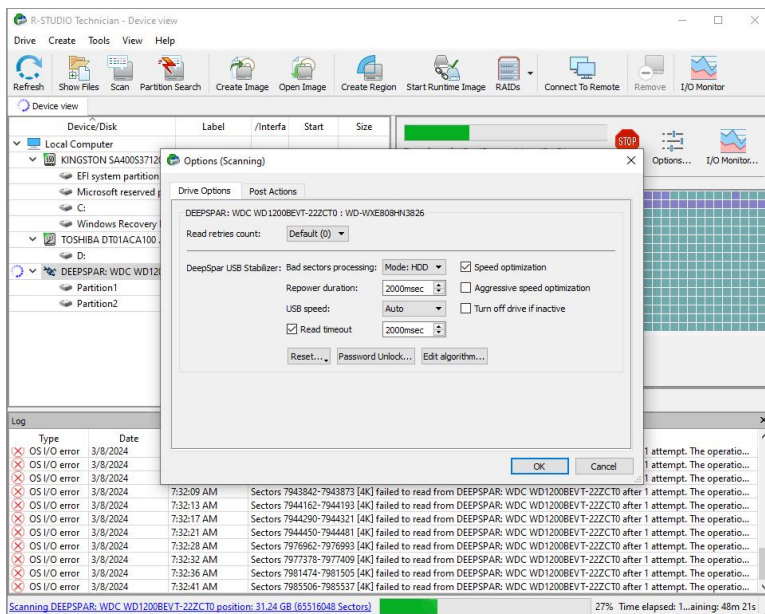 R-STUDIO Technician - Device view
Drive Create Tools View Help
Refresh Show Files Scan Partition Search Create Image Open Image Create Region Start Runtime Image RAIDs Connect To Remote Remove I/O Monitor
Device view
Device/Disk Label /Interfa Start Size
Local Computer
KINGSTON SA400S3712
EFI system partition
Microsoft reserved
C:
Windows Recovery
TOSHIBA DT01ACA100
D:
DEEPSPAR: WDC WD12
Partition1
Partition2
STOP
Options... I/O Monitor...
Options (Scanning)
Drive Options Post Actions
DEEPSPAR: WDC WD1200BEVT-22ZCT0 : WD-WXE808HN3826
Read retries count: Default (0)
DeepSpar USB Stabilizer: Bad sectors processing: Mode: HDD Speed optimization
Repower duration: 2000msec Aggressive speed optimization
USB speed: Auto Turn off drive if inactive
Read timeout 2000msec
Reset... Password Unlock... Edit algorithm...
OK Cancel
Log
Type Date
OS I/O error 3/8/2024 1 attempt. The operatio...
OS I/O error 3/8/2024 1 attempt. The operatio...
OS I/O error 3/8/2024 1 attempt. The operatio...
OS I/O error 3/8/2024 7:32:09 AM Sectors 7943842-7943873 [4K] failed to read from DEEPSPAR: WDC WD1200BEVT-22ZCT0 after 1 attempt. The operatio...
OS I/O error 3/8/2024 7:32:13 AM Sectors 7944162-7944193 [4K] failed to read from DEEPSPAR: WDC WD1200BEVT-22ZCT0 after 1 attempt. The operatio...
OS I/O error 3/8/2024 7:32:17 AM Sectors 7944290-7944321 [4K] failed to read from DEEPSPAR: WDC WD1200BEVT-22ZCT0 after 1 attempt. The operatio...
OS I/O error 3/8/2024 7:32:21 AM Sectors 7944450-7944481 [4K] failed to read from DEEPSPAR: WDC WD1200BEVT-22ZCT0 after 1 attempt. The operatio...
OS I/O error 3/8/2024 7:32:28 AM Sectors 7976962-7976993 [4K] failed to read from DEEPSPAR: WDC WD1200BEVT-22ZCT0 after 1 attempt. The operatio...
OS I/O error 3/8/2024 7:32:32 AM Sectors 7977378-7977409 [4K] failed to read from DEEPSPAR: WDC WD1200BEVT-22ZCT0 after 1 attempt. The operatio...
OS I/O error 3/8/2024 7:32:36 AM Sectors 7981474-7981505 [4K] failed to read from DEEPSPAR: WDC WD1200BEVT-22ZCT0 after 1 attempt. The operatio...
OS I/O error 3/8/2024 7:32:41 AM Sectors 7985506-7985537 [4K] failed to read from DEEPSPAR: WDC WD1200BEVT-22ZCT0 after 1 attempt. The operatio...
Scanning DEEPSPAR: WDC WD1200BEVT-22ZCT0 position: 31.24 GB (65516048 Sectors) 27% Time elapsed: 1...aining: 48m 21s